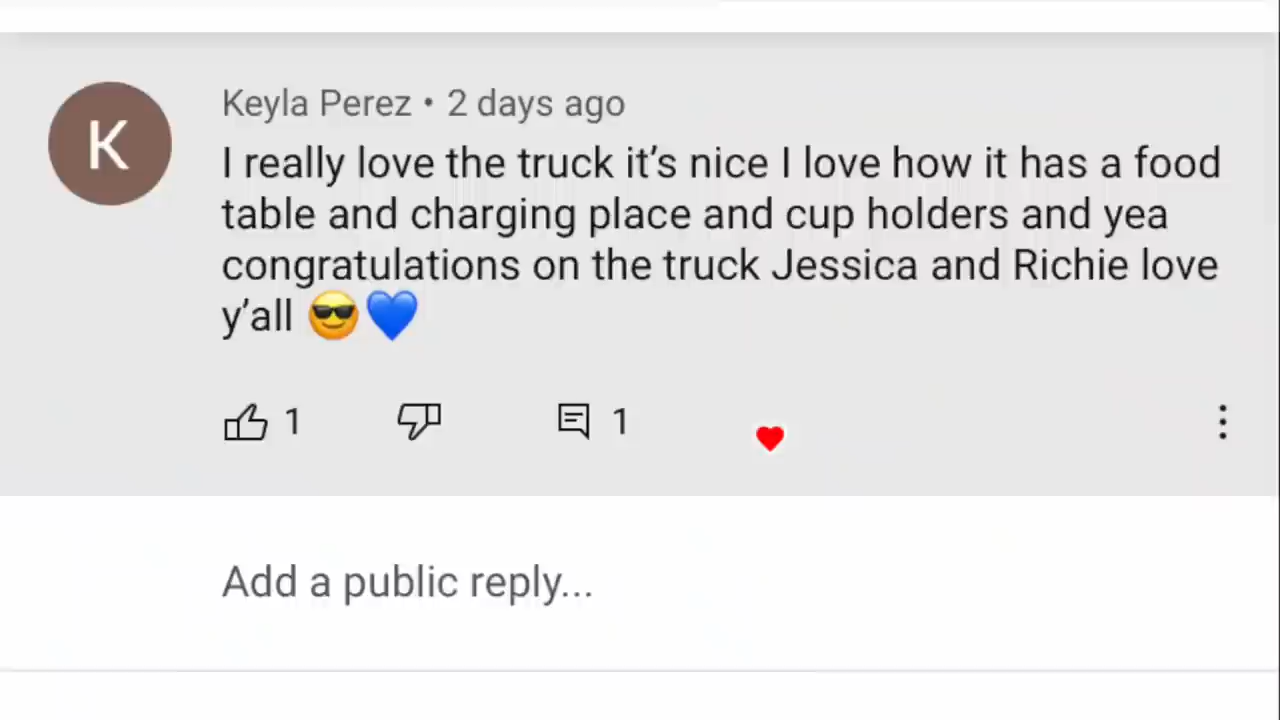 K
Keyla Perez • 2 days ago
I really love the truck it's nice I love how it has a food
table and charging place and cup holders and yea
congratulations on the truck Jessica and Richie love
y'all 😎💙
1 1
Add a public reply...